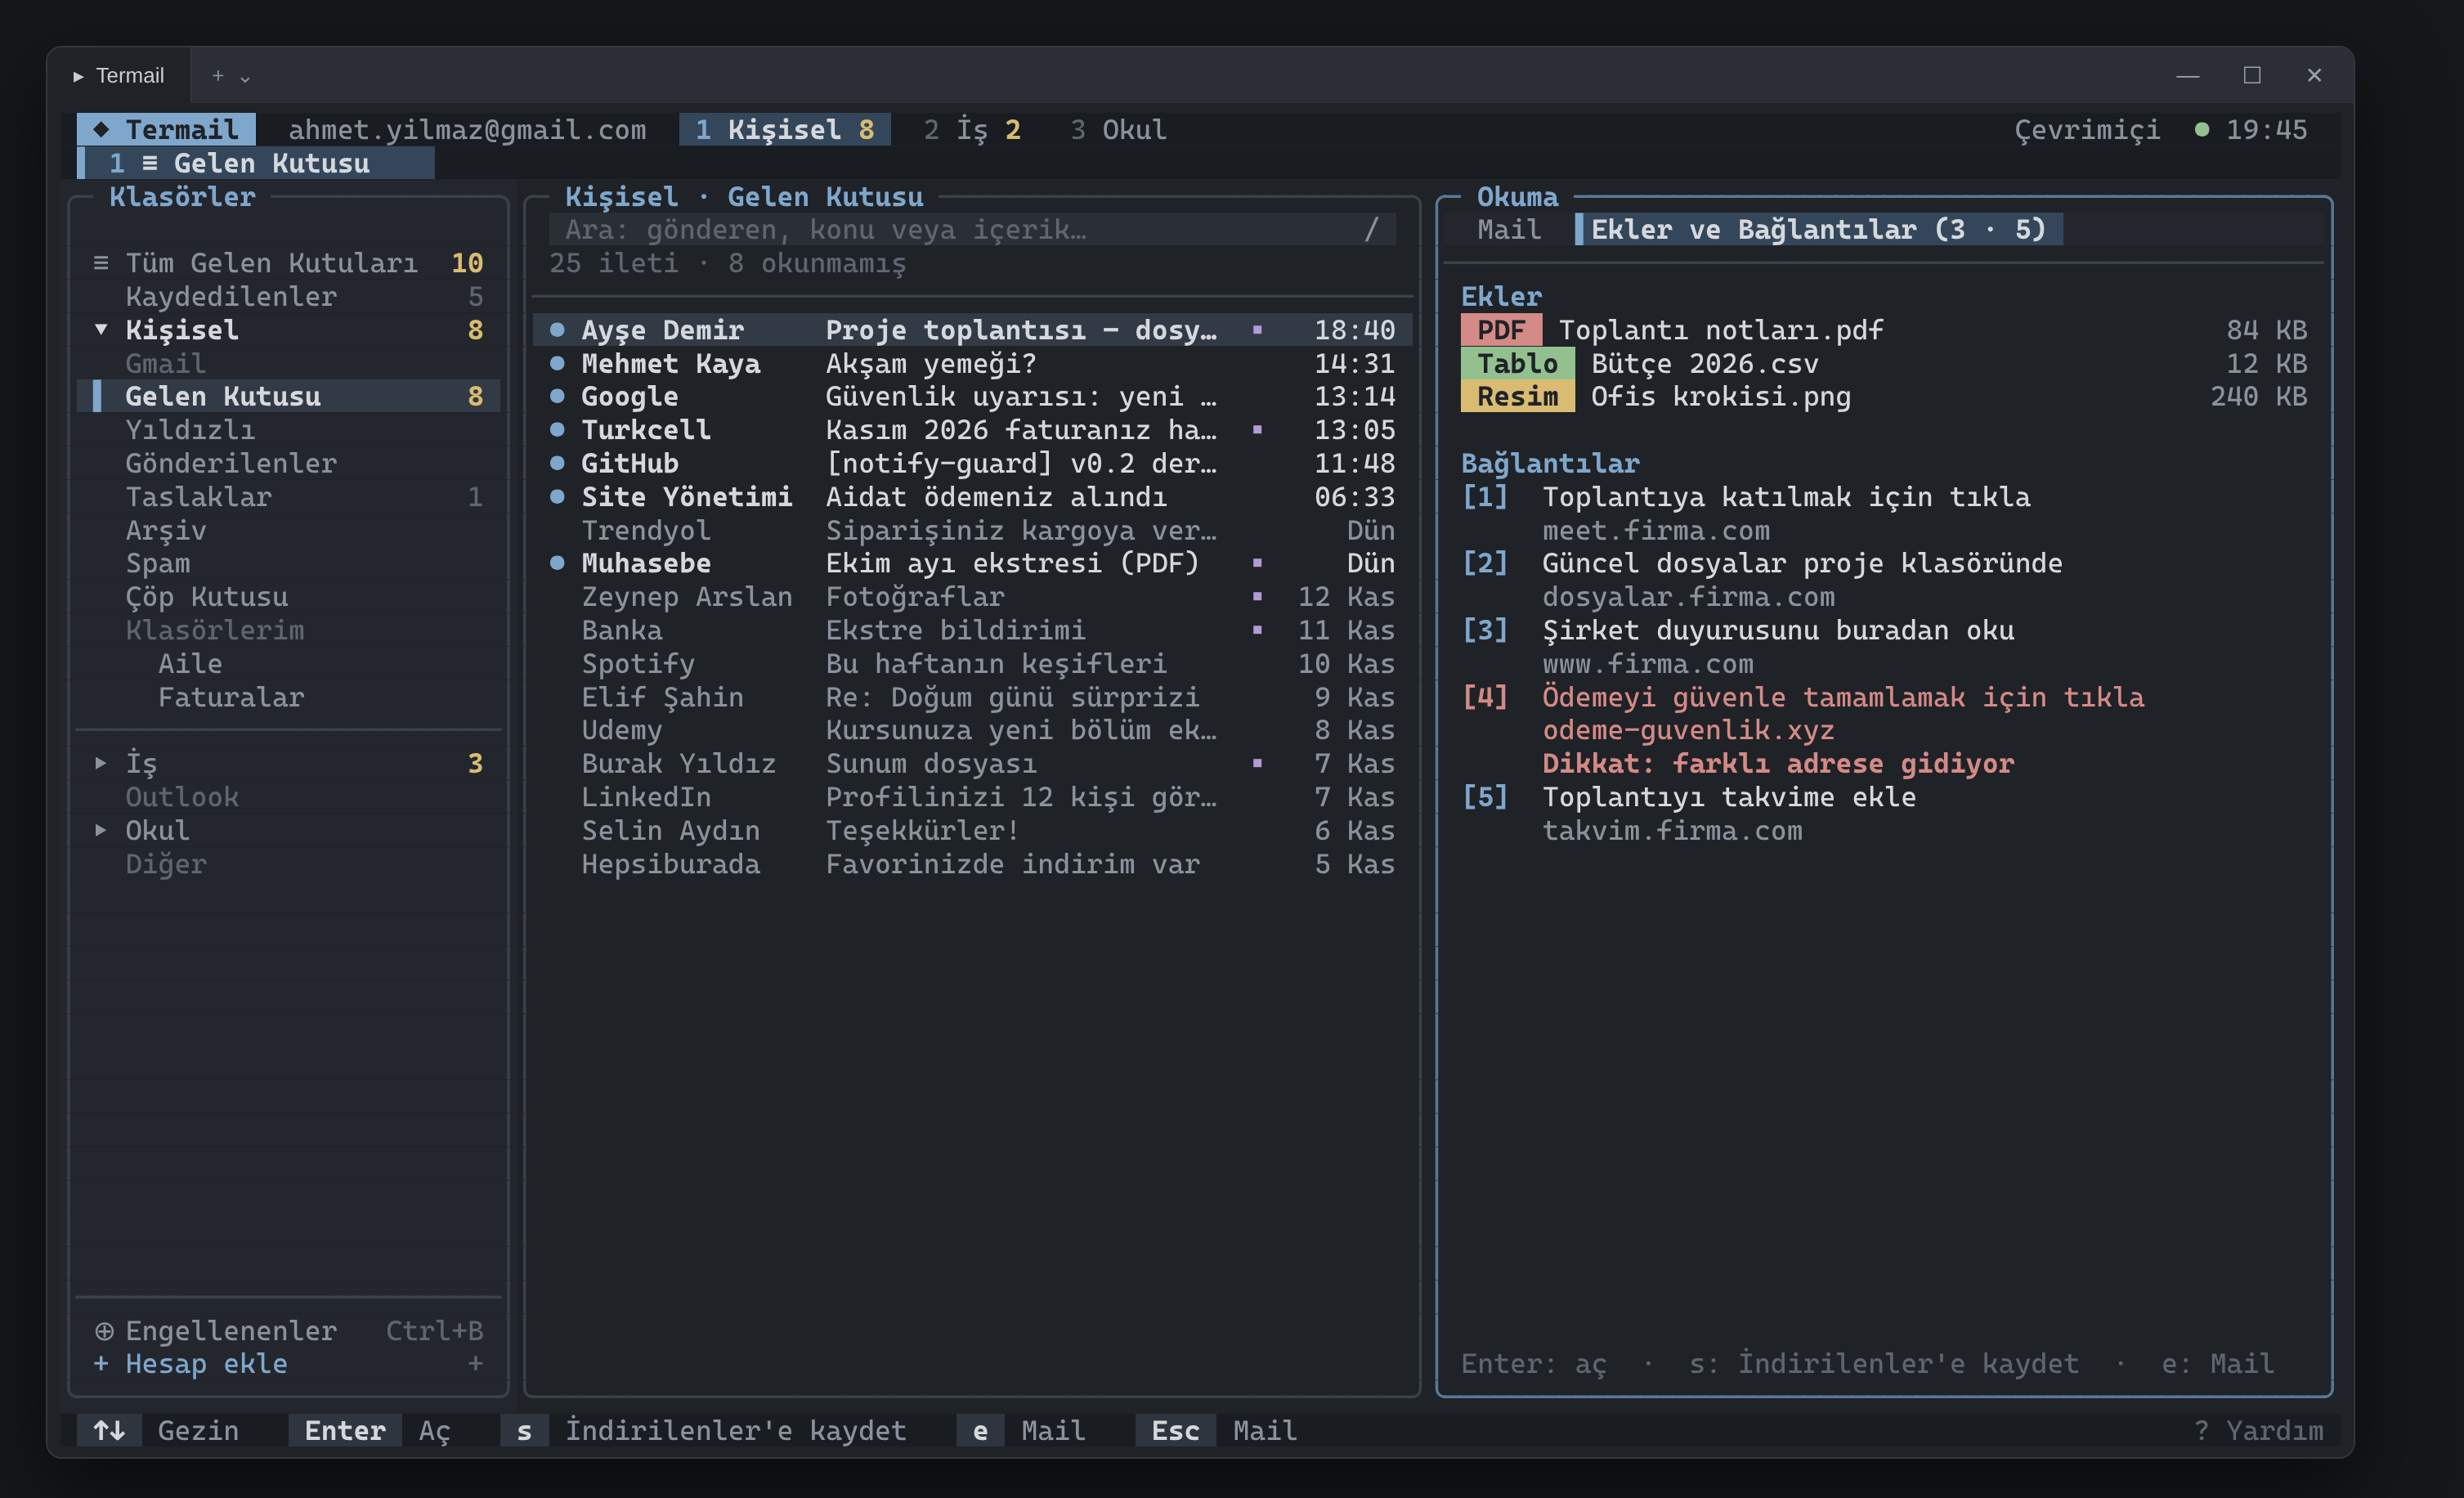 ▸ Termail + ⌄ — ☐ ✕
◆ Termail ahmet.yilmaz@gmail.com 1 Kişisel 8 2 İş 2 3 Okul Çevrimiçi ● 19:45
1 ≡ Gelen Kutusu
Klasörler
≡ Tüm Gelen Kutuları 10
Kaydedilenler 5
▼ Kişisel 8
Gmail
Gelen Kutusu 8
Yıldızlı
Gönderilenler
Taslaklar 1
Arşiv
Spam
Çöp Kutusu
Klasörlerim
Aile
Faturalar
▸ İş 3
Outlook
▸ Okul
Diğer
⊕ Engellenenler Ctrl+B
+ Hesap ekle +
Kişisel · Gelen Kutusu
Ara: gönderen, konu veya içerik… /
25 ileti · 8 okunmamış
● Ayşe Demir Proje toplantısı – dosy… ▪ 18:40
● Mehmet Kaya Akşam yemeği? 14:31
● Google Güvenlik uyarısı: yeni … 13:14
● Turkcell Kasım 2026 faturanız ha… ▪ 13:05
● GitHub [notify-guard] v0.2 der… 11:48
● Site Yönetimi Aidat ödemeniz alındı 06:33
Trendyol Siparişiniz kargoya ver… Dün
● Muhasebe Ekim ayı ekstresi (PDF) ▪ Dün
Zeynep Arslan Fotoğraflar ▪ 12 Kas
Banka Ekstre bildirimi ▪ 11 Kas
Spotify Bu haftanın keşifleri 10 Kas
Elif Şahin Re: Doğum günü sürprizi 9 Kas
Udemy Kursunuza yeni bölüm ek… 8 Kas
Burak Yıldız Sunum dosyası ▪ 7 Kas
LinkedIn Profilinizi 12 kişi gör… 7 Kas
Selin Aydın Teşekkürler! 6 Kas
Hepsiburada Favorinizde indirim var 5 Kas
Okuma
Mail Ekler ve Bağlantılar (3 · 5)
Ekler
PDF Toplantı notları.pdf 84 KB
Tablo Bütçe 2026.csv 12 KB
Resim Ofis krokisi.png 240 KB
Bağlantılar
[1] Toplantıya katılmak için tıkla
meet.firma.com
[2] Güncel dosyalar proje klasöründe
dosyalar.firma.com
[3] Şirket duyurusunu buradan oku
www.firma.com
[4] Ödemeyi güvenle tamamlamak için tıkla
odeme-guvenlik.xyz
Dikkat: farklı adrese gidiyor
[5] Toplantıyı takvime ekle
takvim.firma.com
Enter: aç · s: İndirilenler'e kaydet · e: Mail
↑↓ Gezin Enter Aç s İndirilenler'e kaydet e Mail Esc Mail ? Yardım